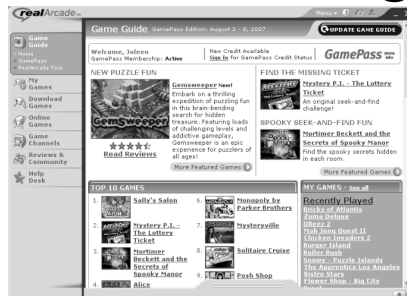 realArcade
Menu
Game Guide GamePass Edition: August 2 - 8, 2007
UPDATE GAME GUIDE
Game
Guide
Home
GamePass
RealArcade Tour
My
Games
Download
Games
Online
Games
Game
Channels
Reviews &
Community
Help
Desk
Welcome, Juleen
GamePass Membership: Active
New Credit Available
Sign In for GamePass Credit Status
GamePass more info
NEW PUZZLE FUN
GemSweeper
Gemsweeper New!
Embark on a thrilling
expedition of puzzling fun
in this brain-bending
search for hidden
treasure. Featuring loads
of challenging levels and
addictive gameplay,
Gemsweeper is an epic
experience for puzzlers of
all ages!
Read Reviews
More Featured Games
FIND THE MISSING TICKET
Mystery P.I. - The Lottery
Ticket
An original seek-and-find
challenge!
SPOOKY SEEK-AND-FIND FUN
Mortimer Beckett and the
Secrets of Spooky Manor
Find the spooky secrets hidden
in each room.
More Featured Games
TOP 10 GAMES
1. Sally's Salon
2. Mystery P.I. -
The Lottery
Ticket
3. Mortimer
Beckett and the
Secrets of
Spooky Manor
4. Alice
6. Monopoly by
Parker Brothers
7. Mysteryville
8. Solitaire Cruise
9. Posh Shop
MY GAMES - See all
Recently Played
Bricks of Atlantis
Zuma Deluxe
QBeez 2
Mah Jong Quest II
Chicken Invaders 2
Burger Island
Roller Rush
Snowy - Puzzle Islands
The Apprentice Los Angeles
Bistro Stars
Flower Shop - Big City